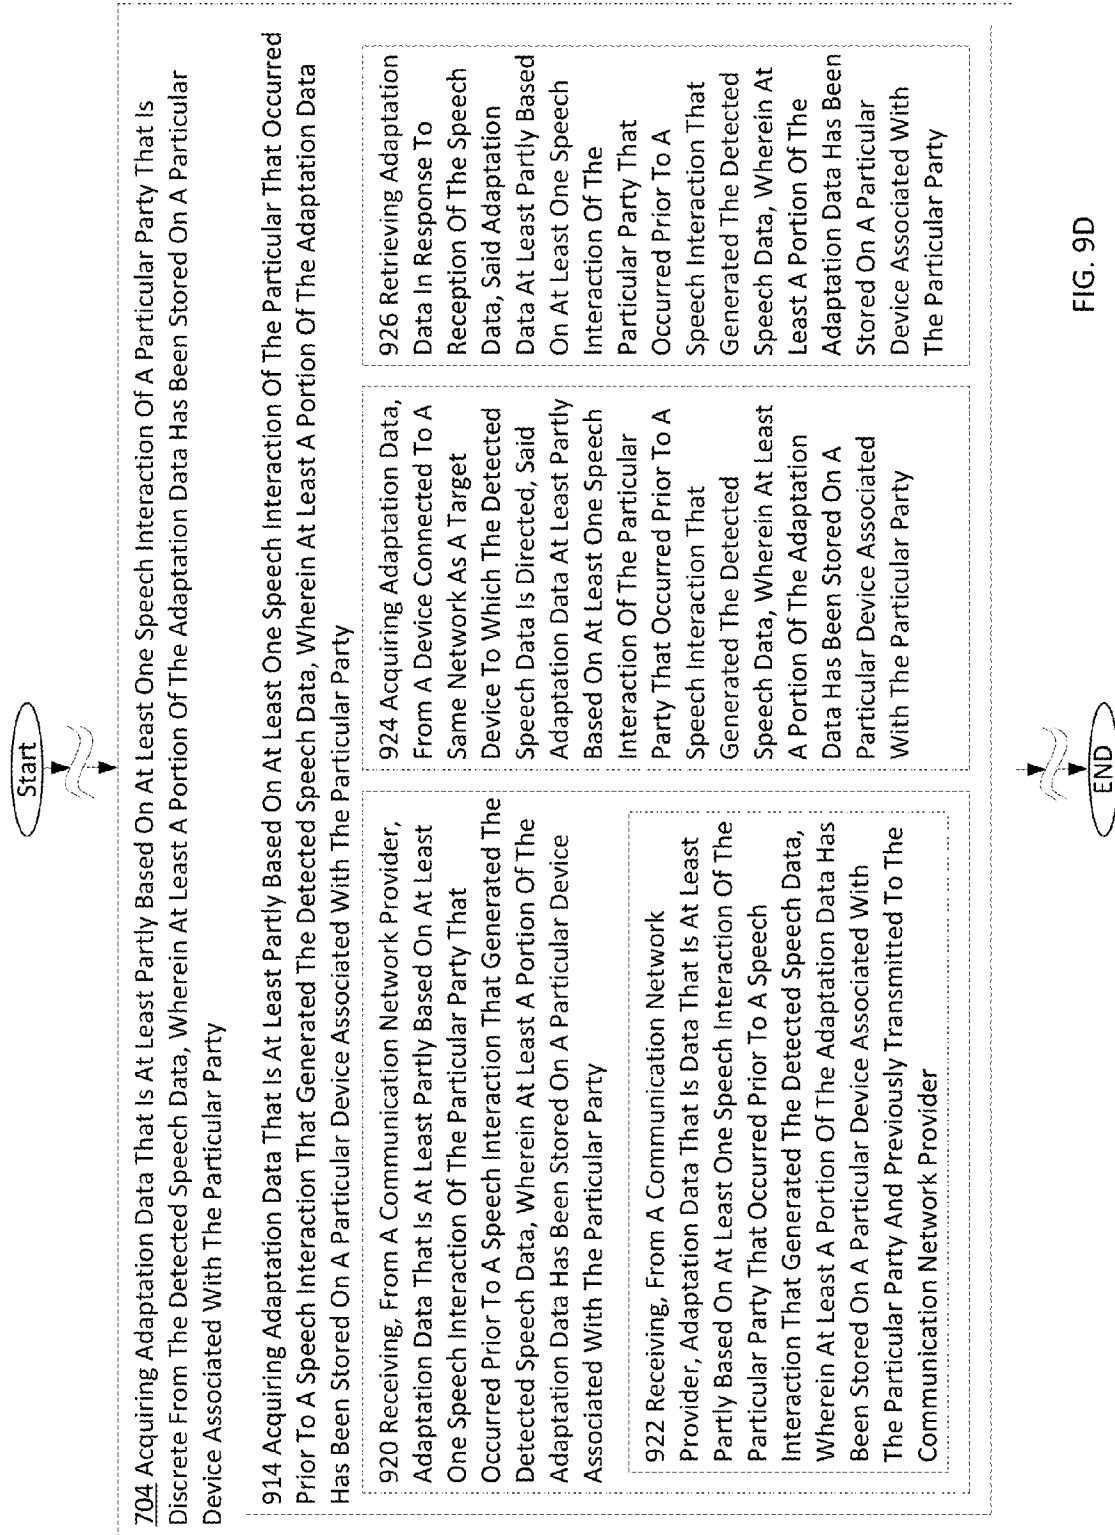 Start
704 Acquiring Adaptation Data That Is At Least Partly Based On At Least One Speech Interaction Of A Particular Party That Is
Discrete From The Detected Speech Data, Wherein At Least A Portion Of The Adaptation Data Has Been Stored On A Particular
Device Associated With The Particular Party
914 Acquiring Adaptation Data That Is At Least Partly Based On At Least One Speech Interaction Of The Particular That Occurred
Prior To A Speech Interaction That Generated The Detected Speech Data, Wherein At Least A Portion Of The Adaptation Data
Has Been Stored On A Particular Device Associated With The Particular Party
920 Receiving, From A Communication Network Provider,
Adaptation Data That Is At Least Partly Based On At Least
One Speech Interaction Of The Particular Party That
Occurred Prior To A Speech Interaction That Generated The
Detected Speech Data, Wherein At Least A Portion Of The
Adaptation Data Has Been Stored On A Particular Device
Associated With The Particular Party
922 Receiving, From A Communication Network
Provider, Adaptation Data That Is Data That Is At Least
Partly Based On At Least One Speech Interaction Of The
Particular Party That Occurred Prior To A Speech
Interaction That Generated The Detected Speech Data,
Wherein At Least A Portion Of The Adaptation Data Has
Been Stored On A Particular Device Associated With
The Particular Party And Previously Transmitted To The
Communication Network Provider
924 Acquiring Adaptation Data,
From A Device Connected To A
Same Network As A Target
Device To Which The Detected
Speech Data Is Directed, Said
Adaptation Data At Least Partly
Based On At Least One Speech
Interaction Of The Particular
Party That Occurred Prior To A
Speech Interaction That
Generated The Detected
Speech Data, Wherein At Least
A Portion Of The Adaptation
Data Has Been Stored On A
Particular Device Associated
With The Particular Party
926 Retrieving Adaptation
Data In Response To
Reception Of The Speech
Data, Said Adaptation
Data At Least Partly Based
On At Least One Speech
Interaction Of The
Particular Party That
Occurred Prior To A
Speech Interaction That
Generated The Detected
Speech Data, Wherein At
Least A Portion Of The
Adaptation Data Has Been
Stored On A Particular
Device Associated With
The Particular Party
END
FIG. 9D